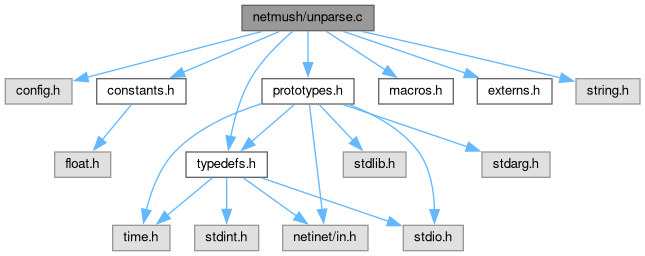 netmush/unparse.c
config.h
constants.h
prototypes.h
macros.h
externs.h
string.h
float.h
typedefs.h
stdlib.h
stdarg.h
time.h
stdint.h
netinet/in.h
stdio.h